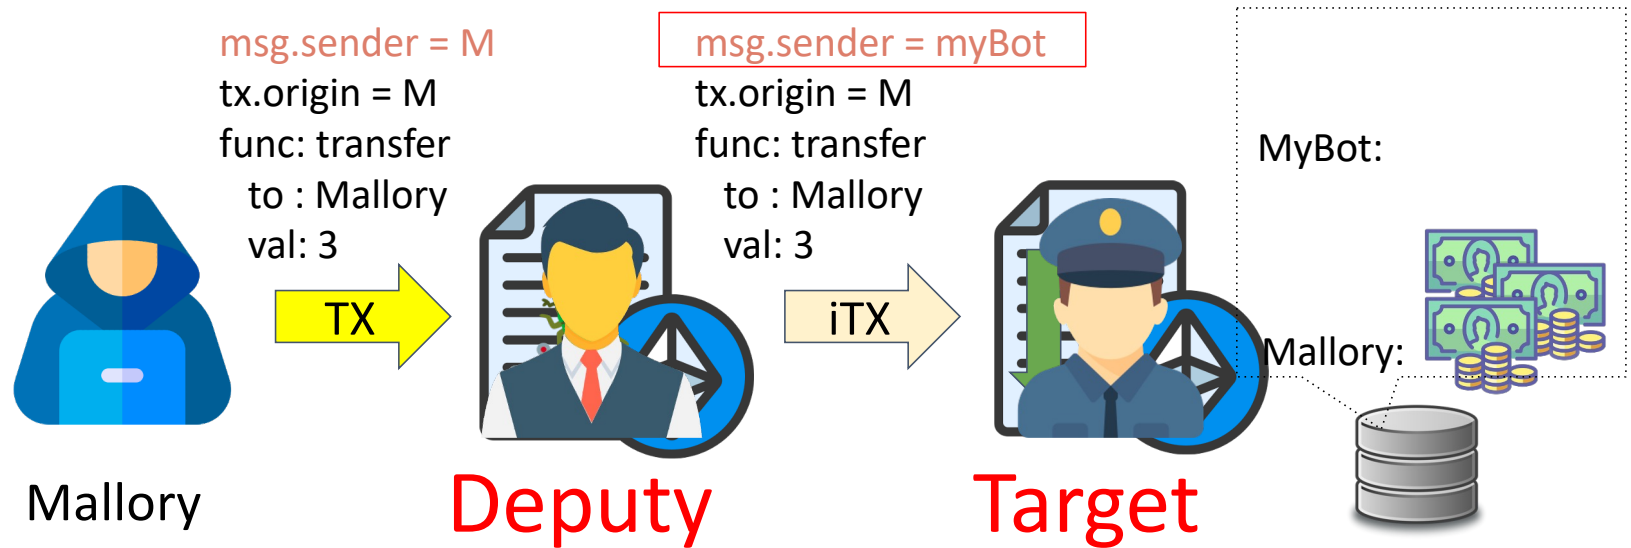 msg.sender = M
tx.origin = M
func: transfer
to : Mallory
val: 3
TX
msg.sender = myBot
tx.origin = M
func: transfer
to : Mallory
val: 3
iTX
MyBot:
Mallory:
Mallory
Deputy
Target